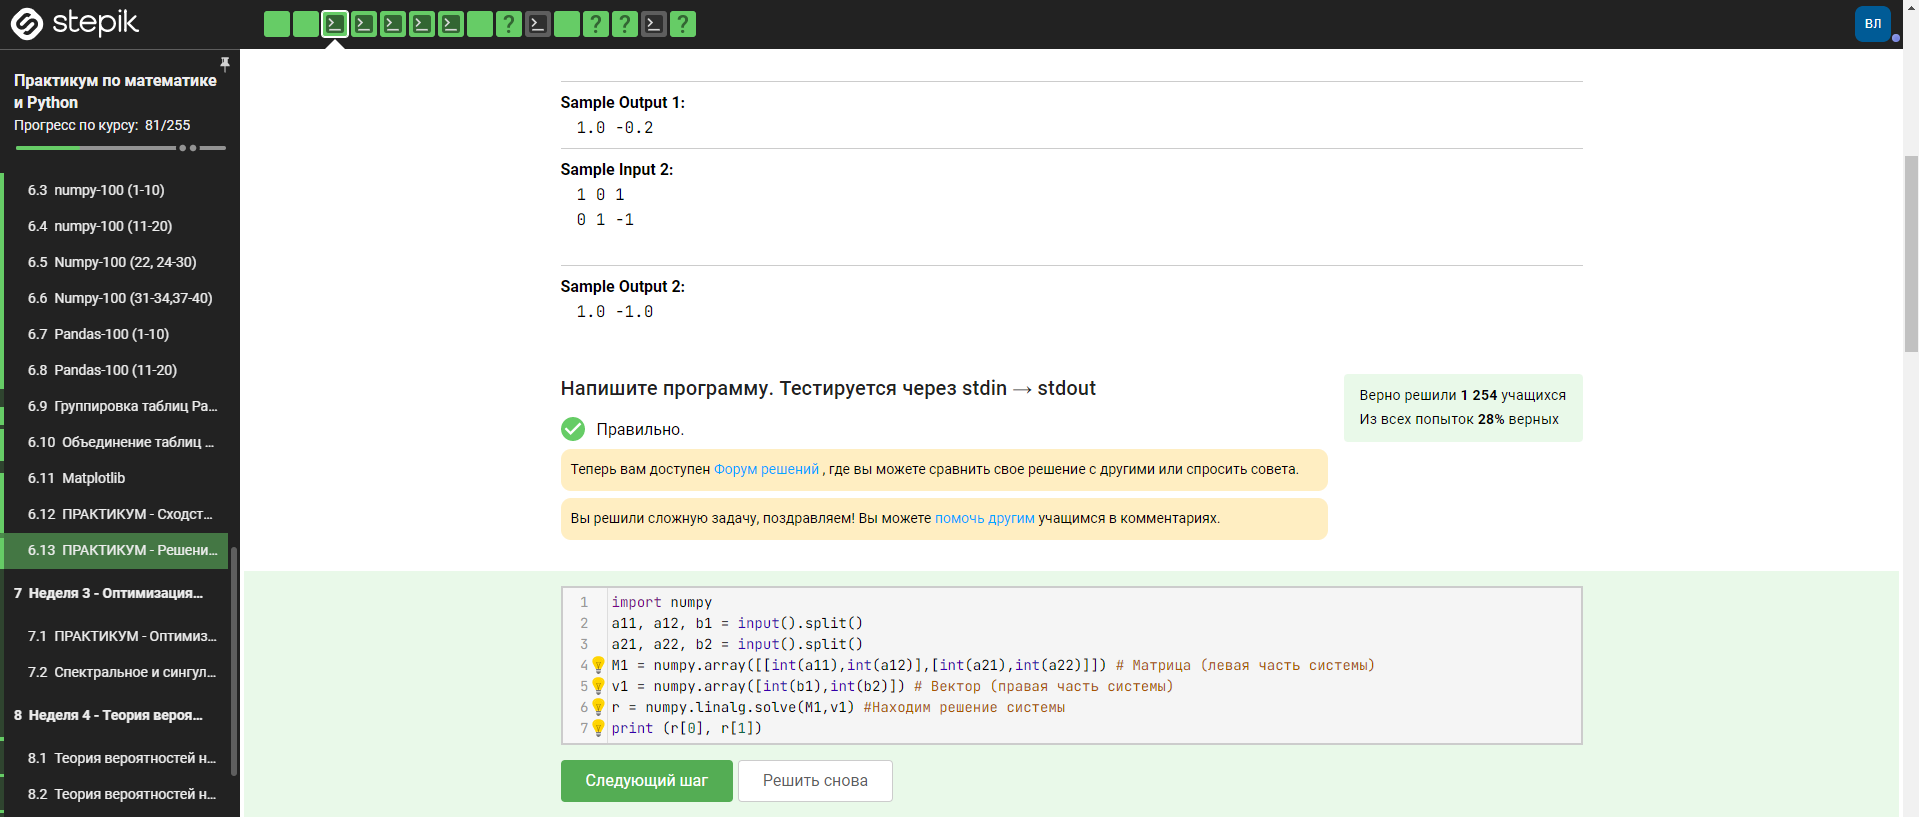 stepik
ВЛ
Практикум по математике
и Python
Прогресс по курсу: 81/255
6.3 numpy-100 (1-10)
6.4 numpy-100 (11-20)
6.5 Numpy-100 (22, 24-30)
6.6 Numpy-100 (31-34,37-40)
6.7 Pandas-100 (1-10)
6.8 Pandas-100 (11-20)
6.9 Группировка таблиц Pa...
6.10 Объединение таблиц ...
6.11 Matplotlib
6.12 ПРАКТИКУМ - Сходст...
6.13 ПРАКТИКУМ - Решени...
7 Неделя 3 - Оптимизация...
7.1 ПРАКТИКУМ - Оптимиз...
7.2 Спектральное и сингул...
8 Неделя 4 - Теория вероя...
8.1 Теория вероятностей н...
8.2 Теория вероятностей н...
Sample Output 1:
1.0 -0.2
Sample Input 2:
1 0 1
0 1 -1
Sample Output 2:
1.0 -1.0
Напишите программу. Тестируется через stdin → stdout
Верно решили 1 254 учащихся
Из всех попыток 28% верных
Правильно.
Теперь вам доступен Форум решений , где вы можете сравнить свое решение с другими или спросить совета.
Вы решили сложную задачу, поздравляем! Вы можете помочь другим учащимся в комментариях.
1 import numpy
2 a11, a12, b1 = input().split()
3 a21, a22, b2 = input().split()
4 M1 = numpy.array([[int(a11),int(a12)],[int(a21),int(a22)]]) # Матрица (левая часть системы)
5 v1 = numpy.array([int(b1),int(b2)]) # Вектор (правая часть системы)
6 r = numpy.linalg.solve(M1,v1) #Находим решение системы
7 print (r[0], r[1])
Следующий шаг
Решить снова